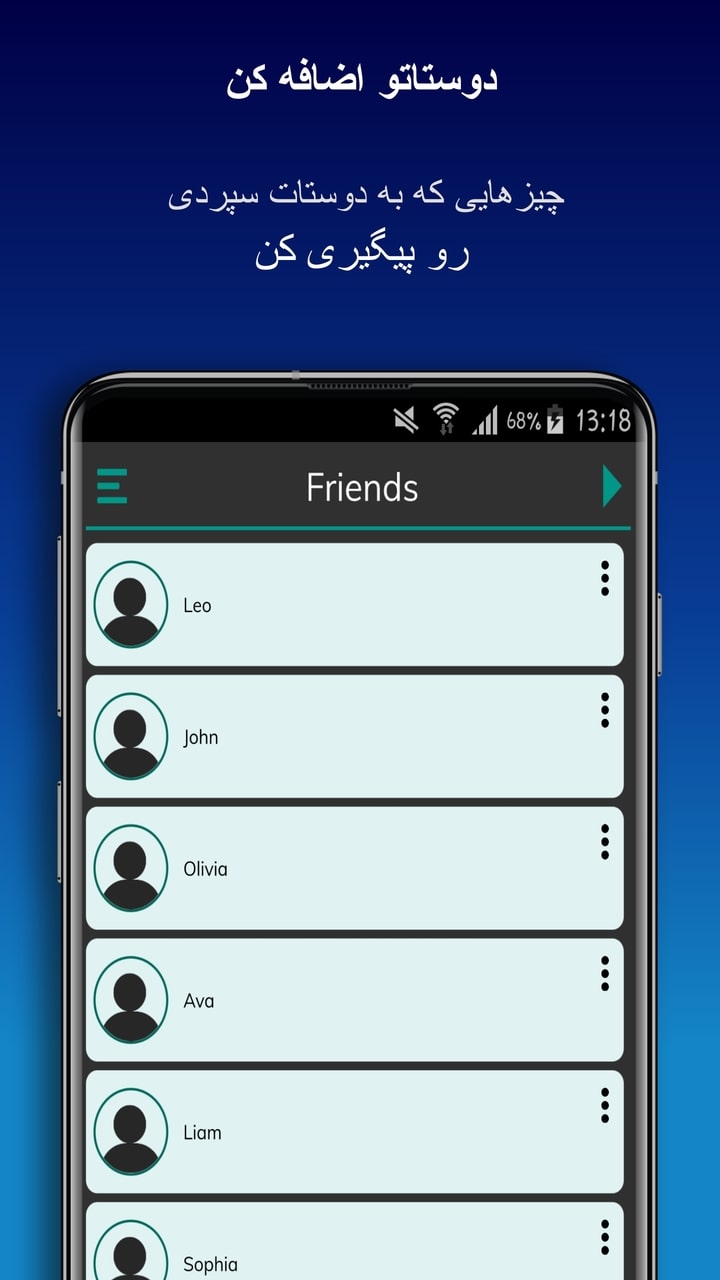 دوستاتو اضافه کن
چیزهایی که به دوستات سپردی
رو پیگیری کن
68% 13:18
Friends
Leo
John
Olivia
Ava
Liam
Sophia